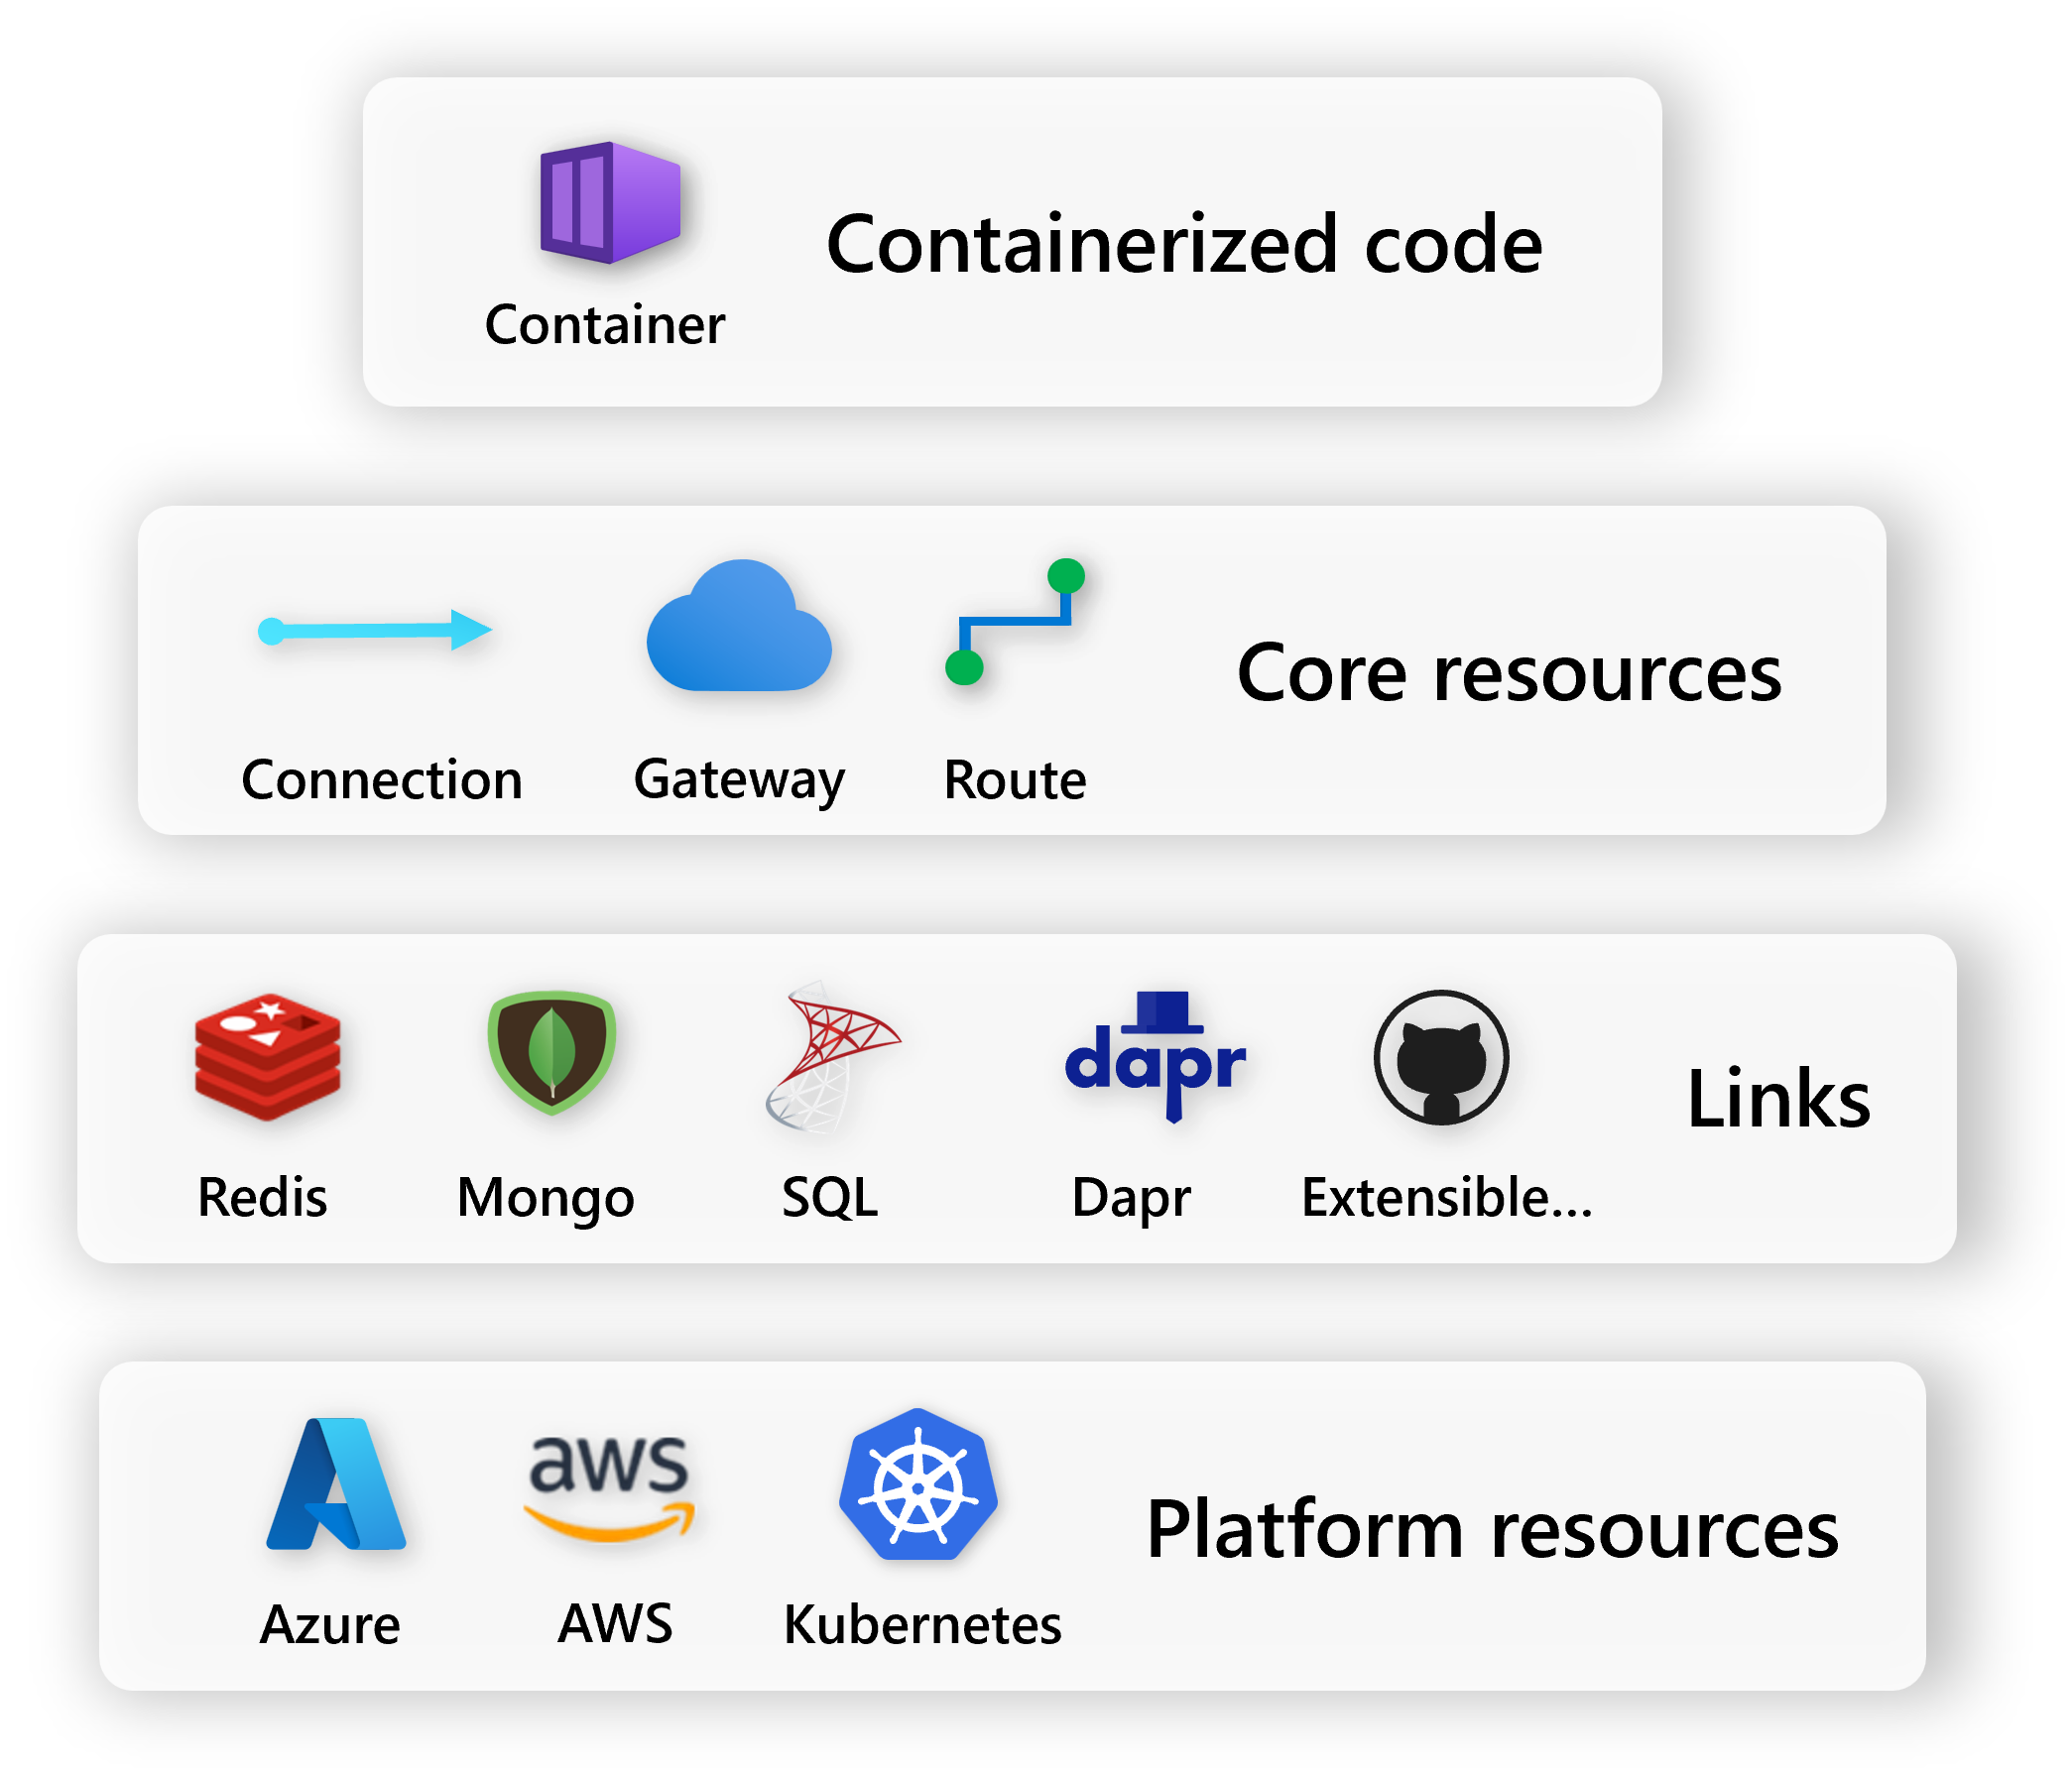 Container
Containerized code
Connection
Gateway
Route
Core resources
dapr
Redis
Mongo
SQL
Dapr
Extensible...
Links
aws
Azure
AWS
Kubernetes
Platform resources